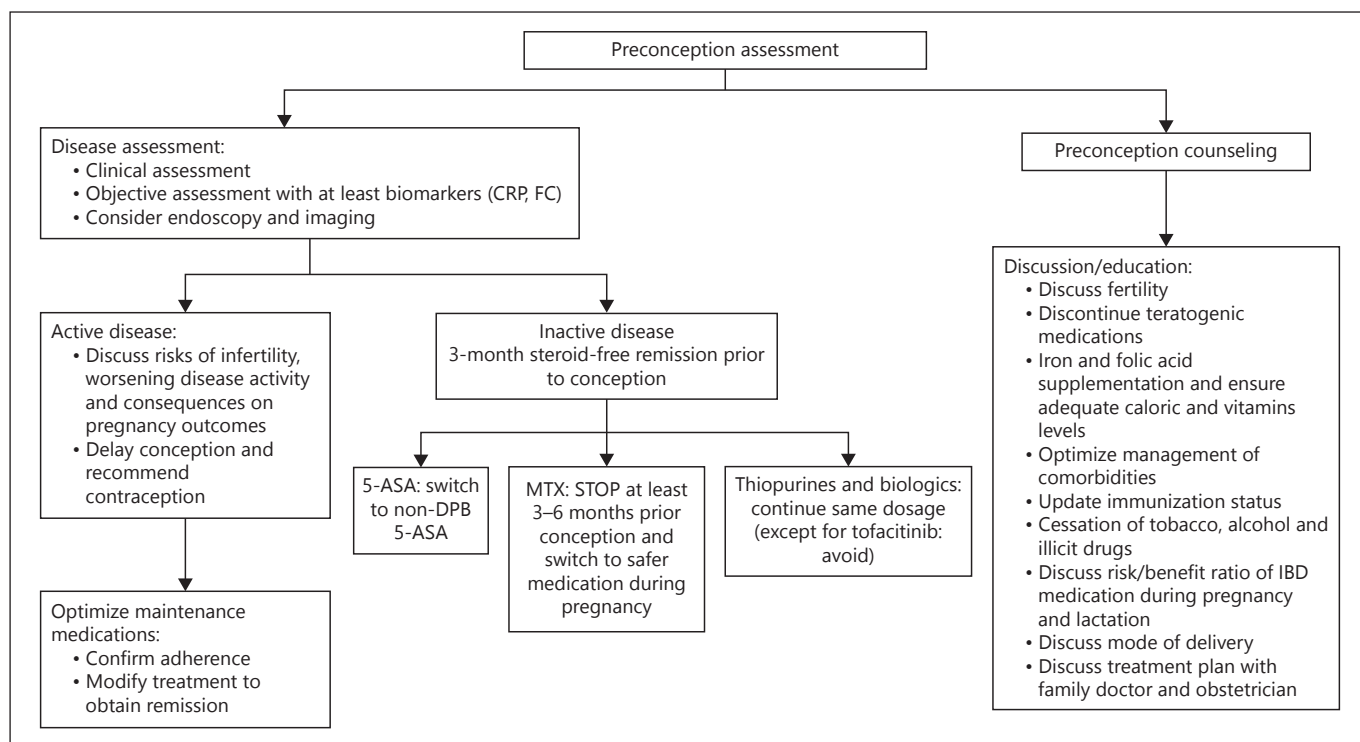 Preconception assessment
Disease assessment:
• Clinical assessment
• Objective assessment with at least biomarkers (CRP, FC)
• Consider endoscopy and imaging
Preconception counseling
Active disease:
• Discuss risks of infertility,
worsening disease activity
and consequences on
pregnancy outcomes
• Delay conception and
recommend
contraception
Inactive disease
3-month steroid-free remission prior
to conception
5-ASA: switch
to non-DPB
5-ASA
MTX: STOP at least
3–6 months prior
conception and
switch to safer
medication during
pregnancy
Thiopurines and biologics:
continue same dosage
(except for tofacitinib:
avoid)
Optimize maintenance
medications:
• Confirm adherence
• Modify treatment to
obtain remission
Discussion/education:
• Discuss fertility
• Discontinue teratogenic
medications
• Iron and folic acid
supplementation and ensure
adequate caloric and vitamins
levels
• Optimize management of
comorbidities
• Update immunization status
• Cessation of tobacco, alcohol and
illicit drugs
• Discuss risk/benefit ratio of IBD
medication during pregnancy
and lactation
• Discuss mode of delivery
• Discuss treatment plan with
family doctor and obstetrician